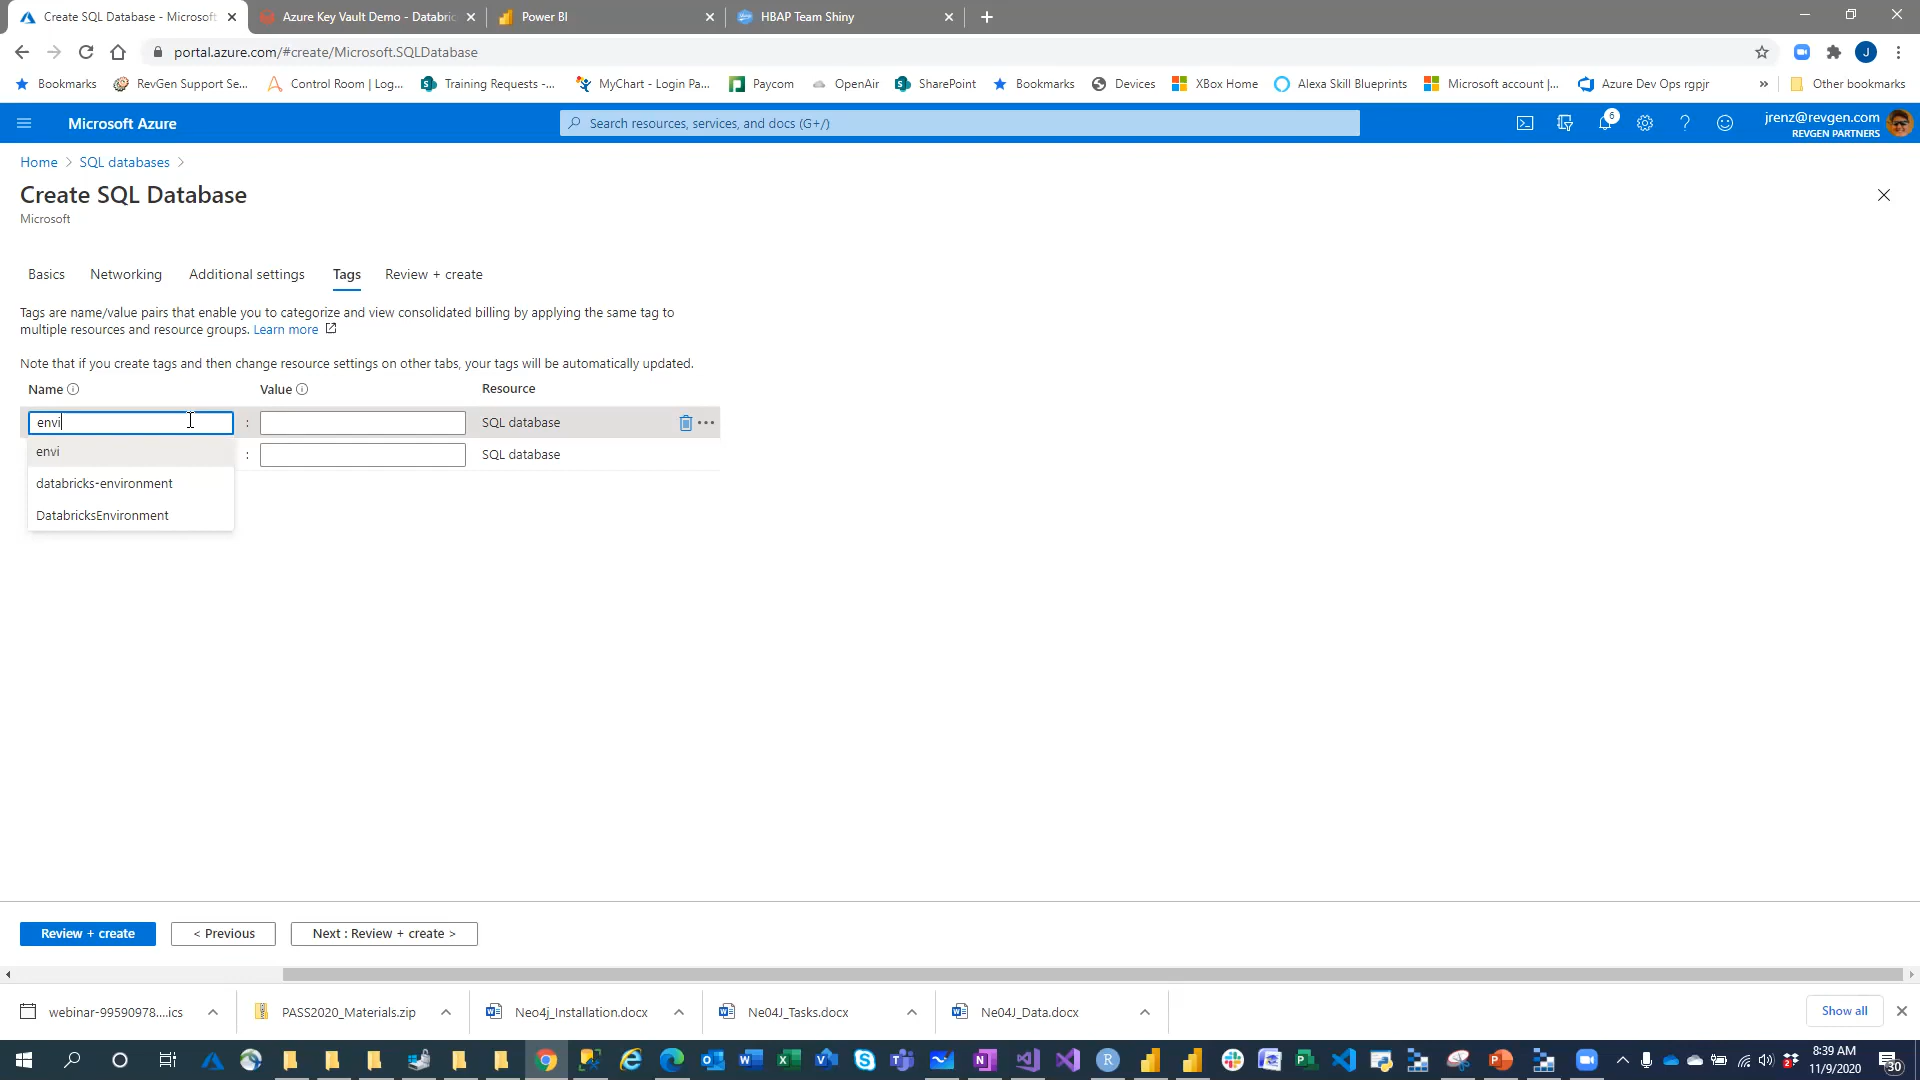 Create SQL Database - Microsoft
Azure Key Vault Demo - Databric
Power BI
HBAP Team Shiny
portal.azure.com/#create/Microsoft.SQLDatabase
J
Bookmarks
RevGen Support Se...
Control Room | Log...
Training Requests -...
MyChart - Login Pa...
Paycom
OpenAir
SharePoint
Bookmarks
Devices
XBox Home
Alexa Skill Blueprints
Microsoft account |...
Azure Dev Ops rgpjr
»
Other bookmarks
Microsoft Azure
Search resources, services, and docs (G+/)
6
jrenz@revgen.com
REVGEN PARTNERS
Home > SQL databases >
Create SQL Database
Microsoft
Basics
Networking
Additional settings
Tags
Review + create
Tags are name/value pairs that enable you to categorize and view consolidated billing by applying the same tag to
multiple resources and resource groups. Learn more
Note that if you create tags and then change resource settings on other tabs, your tags will be automatically updated.
Name
Value
Resource
envi
:
SQL database
envi
:
SQL database
databricks-environment
DatabricksEnvironment
Review + create
< Previous
Next : Review + create >
webinar-99590978....ics
PASS2020_Materials.zip
Neo4j_Installation.docx
Ne04J_Tasks.docx
Ne04J_Data.docx
Show all
8:39 AM
11/9/2020
30